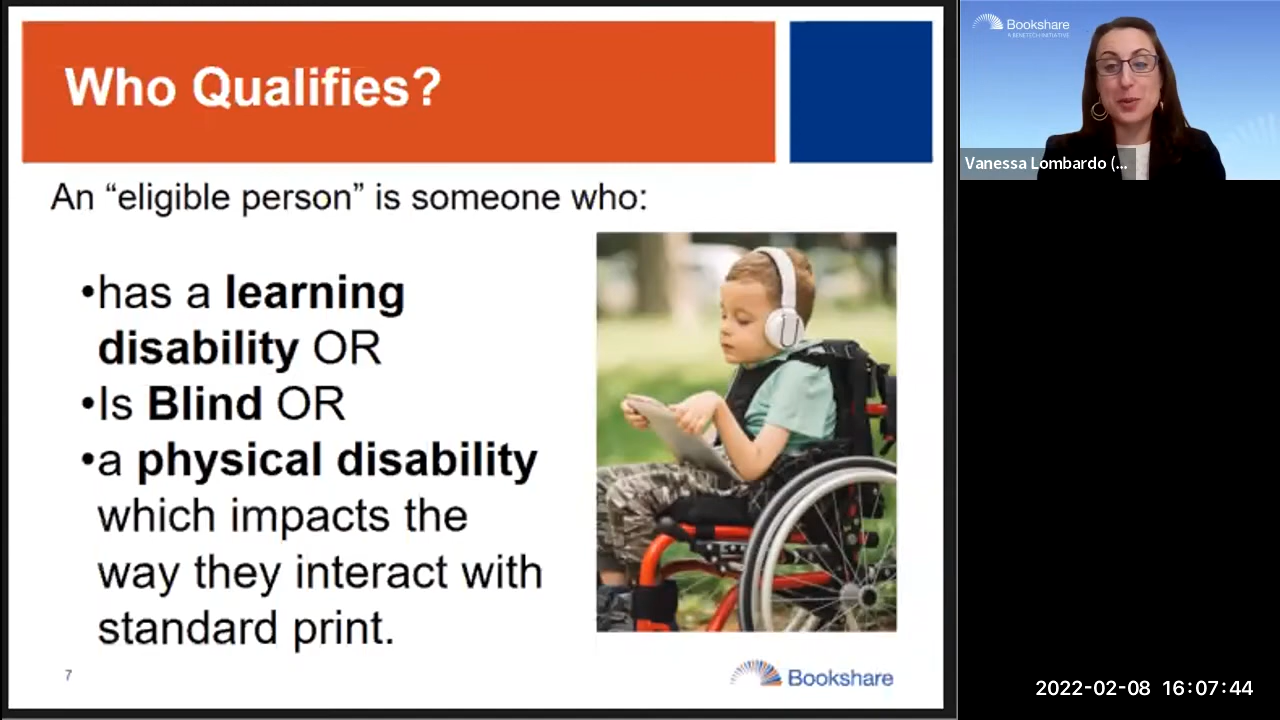 Who Qualifies?
An “eligible person” is someone who:
•has a learning
disability OR
•Is Blind OR
•a physical disability
which impacts the
way they interact with
standard print.
7
Bookshare
Bookshare
A BENETECH INITIATIVE
Vanessa Lombardo (...
2022-02-08 16:07:44